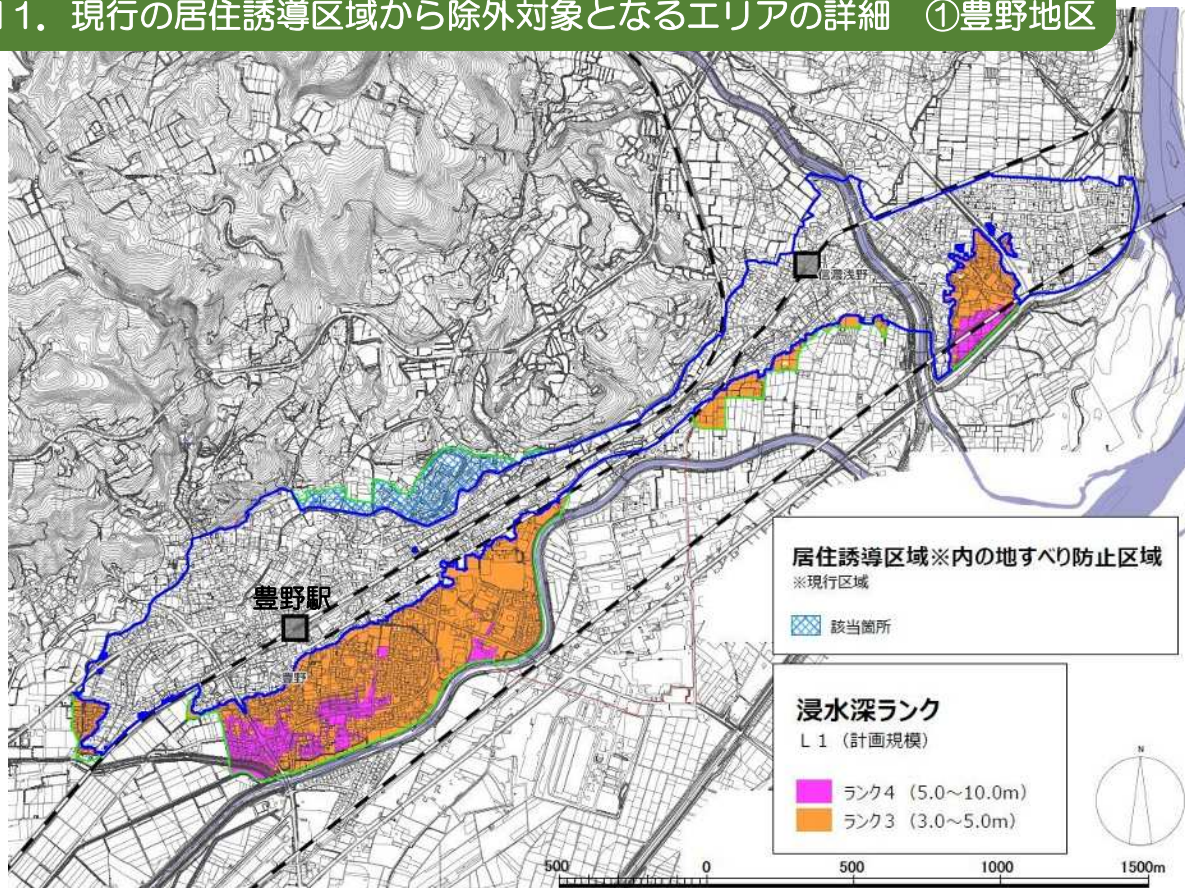 11．現行の居住誘導区域から除外対象となるエリアの詳細　①豊野地区
信濃浅野
豊野駅
豊野
居住誘導区域※内の地すべり防止区域
※現行区域
該当箇所
浸水深ランク
L１（計画規模）
ランク4（5.0～10.0m）
ランク3（3.0～5.0m）
N
500 0 500 1000 1500m